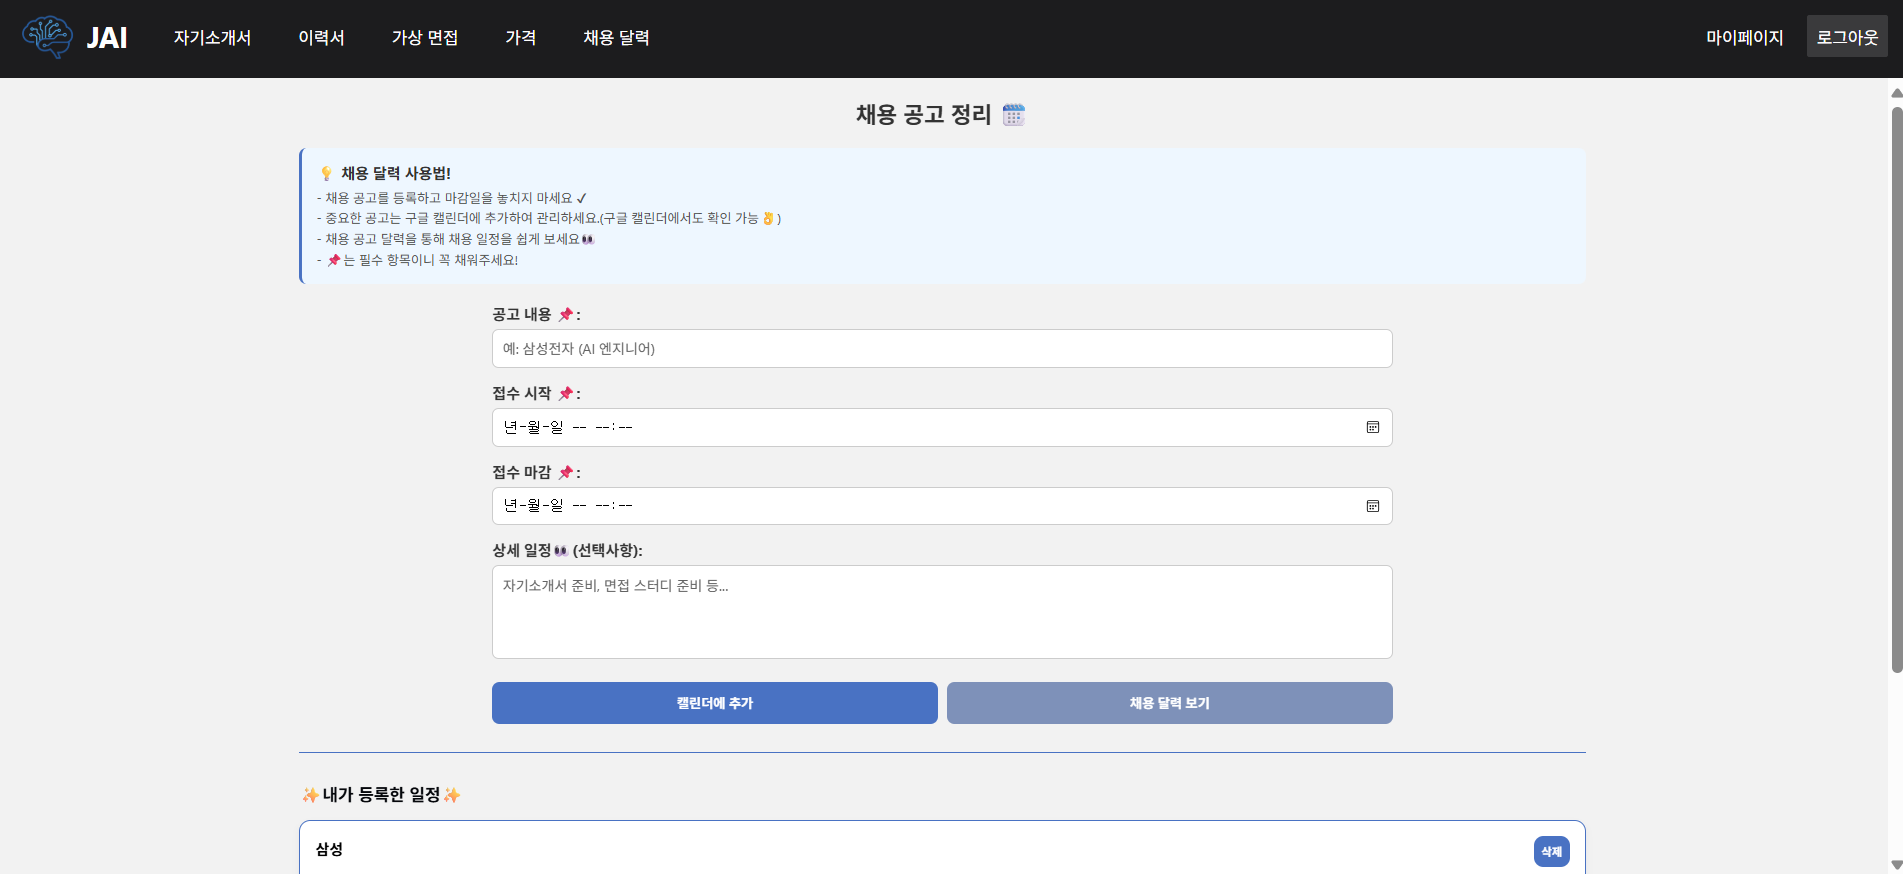 JAI 자기소개서 이력서 가상 면접 가격 채용 달력 마이페이지 로그아웃
채용 공고 정리 🗓️
💡 채용 달력 사용법!
- 채용 공고를 등록하고 마감일을 놓치지 마세요 ✔
- 중요한 공고는 구글 캘린더에 추가하여 관리하세요.(구글 캘린더에서도 확인 가능👌)
- 채용 공고 달력을 통해 채용 일정을 쉽게 보세요👀
- 📌는 필수 항목이니 꼭 채워주세요!
공고 내용 📌:
예: 삼성전자 (AI 엔지니어)
접수 시작 📌:
년-월-일 -- --:--
접수 마감 📌:
년-월-일 -- --:--
상세 일정👀 (선택사항):
자기소개서 준비, 면접 스터디 준비 등...
캘린더에 추가 채용 달력 보기
✨내가 등록한 일정✨
삼성 삭제